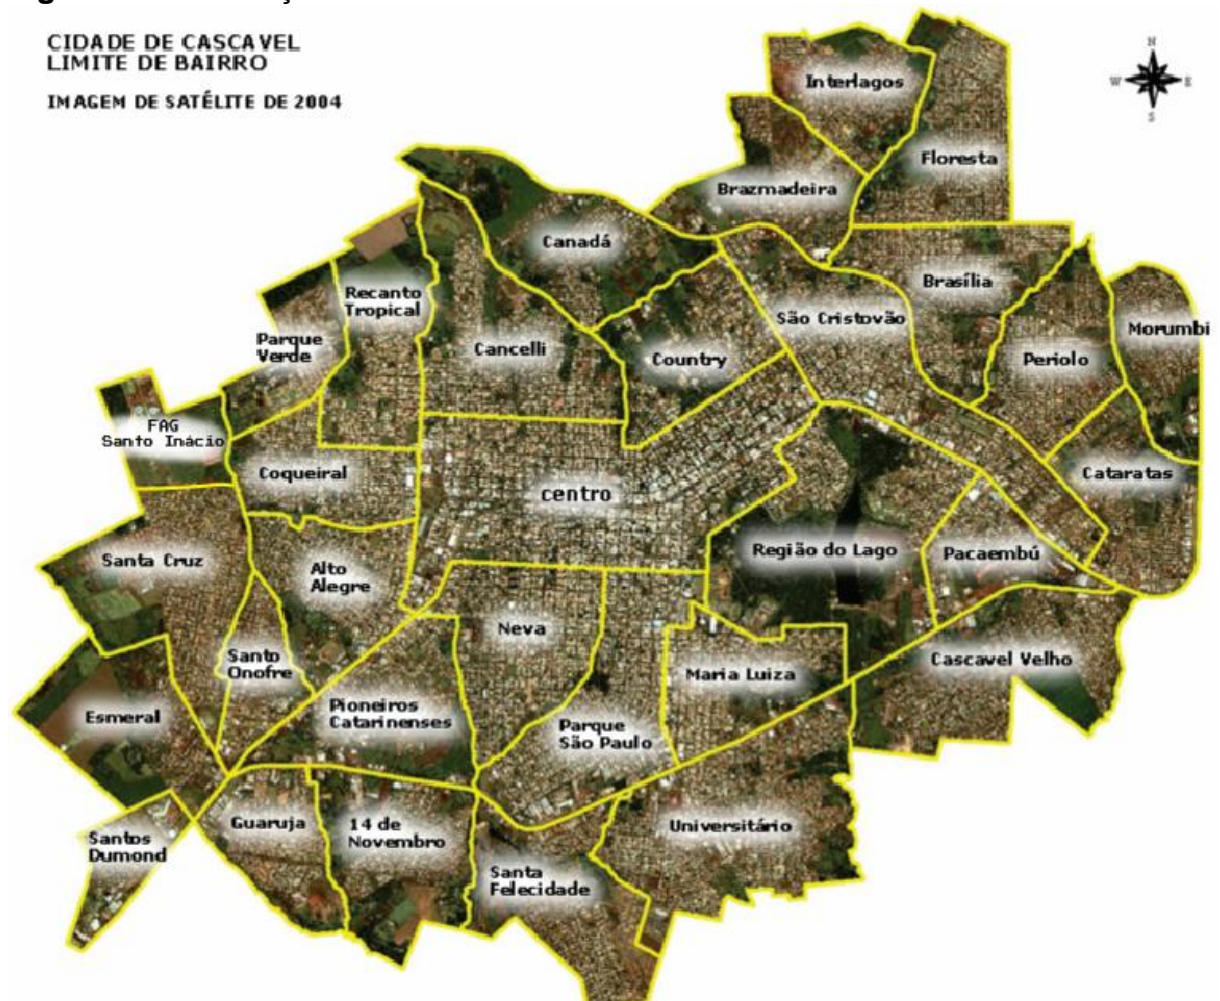 CIDADE DE CASCAVEL
LIMITE DE BAIRRO
IMAGEM DE SATÉLITE DE 2004
N
W E
S
Interlagos
Floresta
Brazmadeira
Canadá
Brasília
Recanto
Tropical
São Cristovão
Morumbi
Parque
Verde
Cancelli
Country
Periolo
FAG
Santo Inácio
Coqueiral
centro
Cataratas
Santa Cruz
Alto
Alegre
Região do Lago
Pacaembú
Neva
Santo
Onofre
Maria Luiza
Cascavel Velho
Esmeral
Pioneiros
Catarinenses
Parque
São Paulo
Santos
Dumond
Guaruja
14 de
Novembro
Universitário
Santa
Felecidade